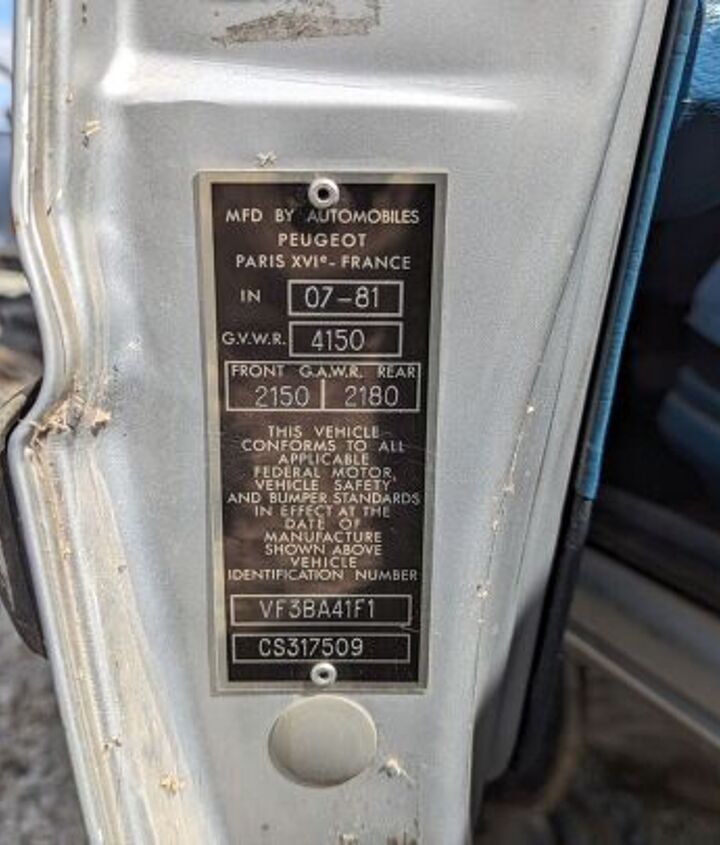 MFD BY AUTOMOBILES
PEUGEOT
PARIS XVIe - FRANCE
IN 07-81
G.V.W.R. 4150
FRONT G.A.W.R. REAR
2150 2180
THIS VEHICLE
CONFORMS TO ALL
APPLICABLE
FEDERAL MOTOR
VEHICLE SAFETY
AND BUMPER STANDARDS
IN EFFECT AT THE
DATE OF
MANUFACTURE
SHOWN ABOVE
VEHICLE
IDENTIFICATION NUMBER
VF3BA41F1
CS317509